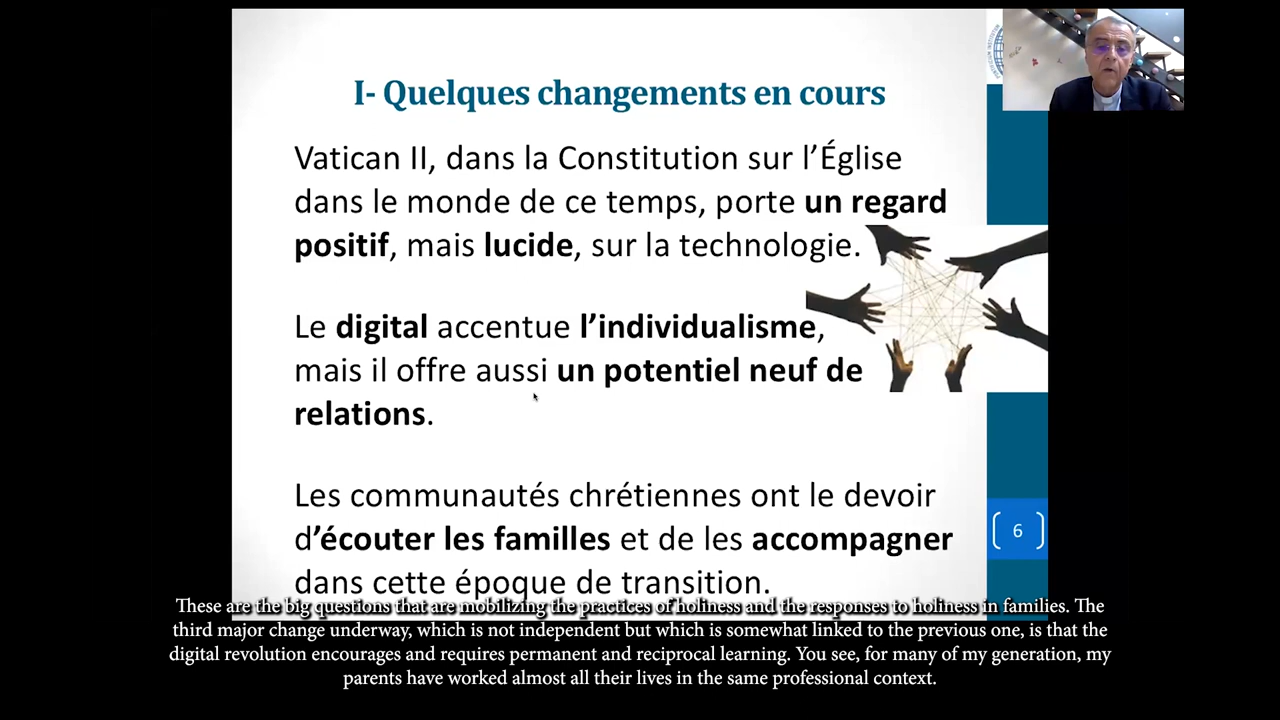 I- Quelques changements en cours
Vatican II, dans la Constitution sur l’Église
dans le monde de ce temps, porte un regard
positif, mais lucide, sur la technologie.
Le digital accentue l’individualisme,
mais il offre aussi un potentiel neuf de
relations.
Les communautés chrétiennes ont le devoir
d’écouter les familles et de les accompagner
dans cette époque de transition.
6
These are the big questions that are mobilizing the practices of holiness and the responses to holiness in families. The
third major change underway, which is not independent but which is somewhat linked to the previous one, is that the
digital revolution encourages and requires permanent and reciprocal learning. You see, for many of my generation, my
parents have worked almost all their lives in the same professional context.